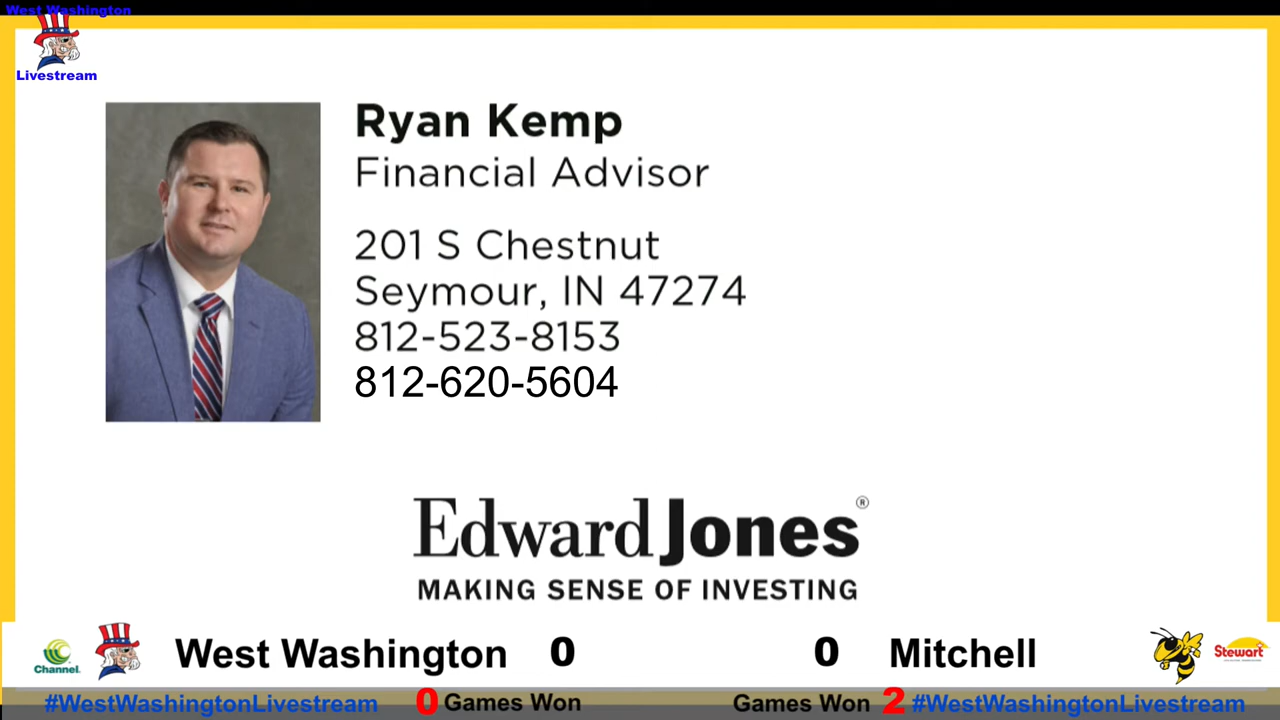 West Washington
Livestream
Ryan Kemp
Financial Advisor
201 S Chestnut
Seymour, IN 47274
812-523-8153
812-620-5604
Edward Jones®
MAKING SENSE OF INVESTING
Channel West Washington 0 0 Mitchell Stewart
#WestWashingtonLivestream 0 Games Won Games Won 2 #WestWashingtonLivestream